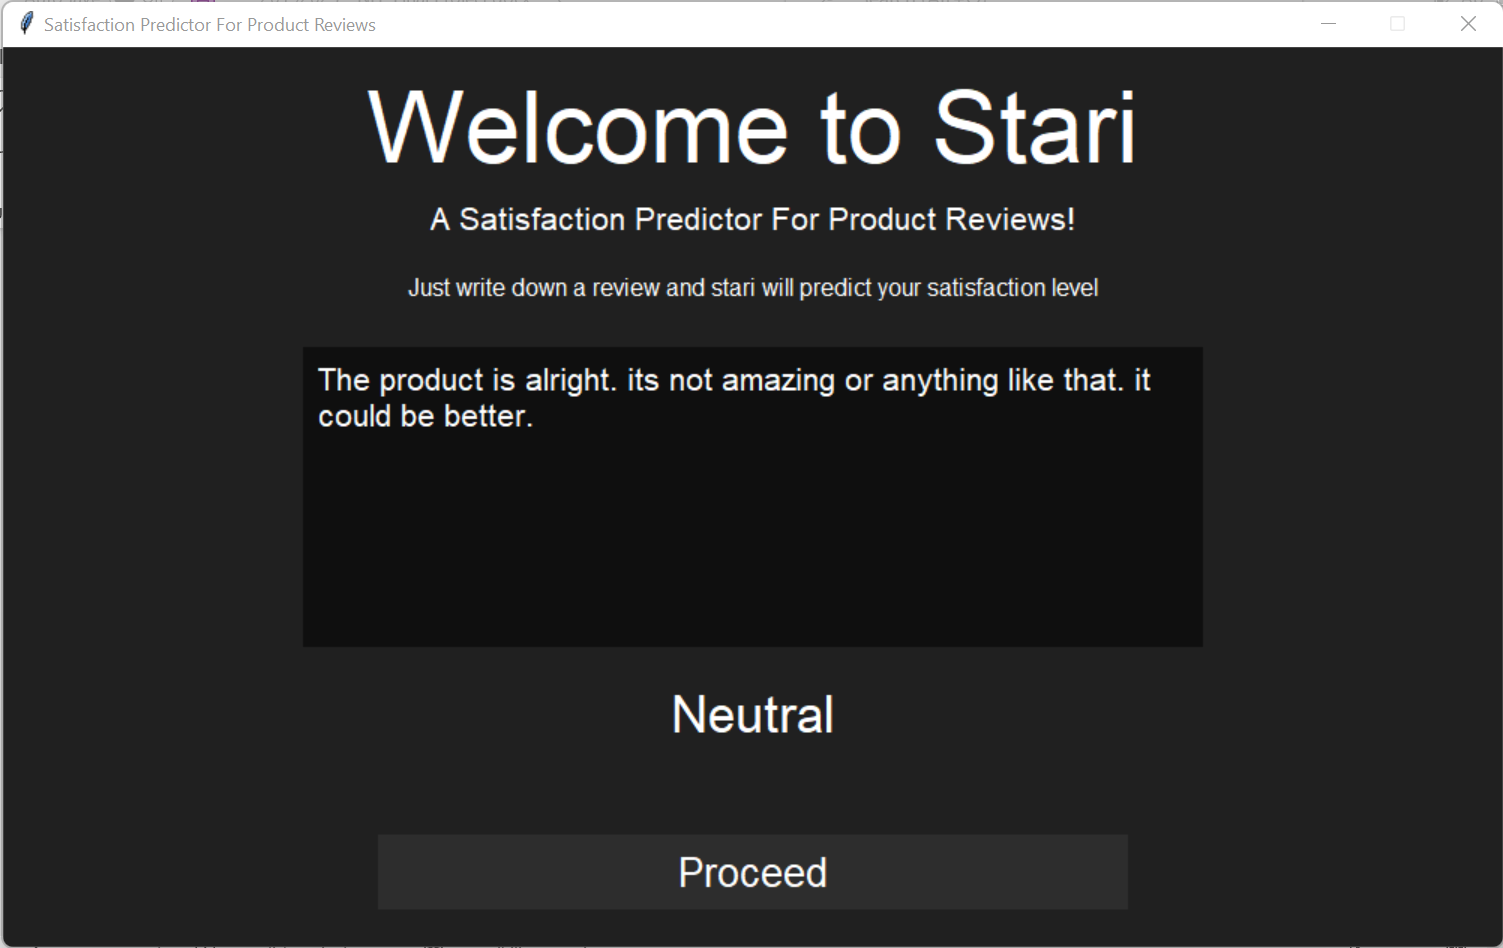 Satisfaction Predictor For Product Reviews
Welcome to Stari
A Satisfaction Predictor For Product Reviews!
Just write down a review and stari will predict your satisfaction level
The product is alright. its not amazing or anything like that. it
could be better.
Neutral
Proceed